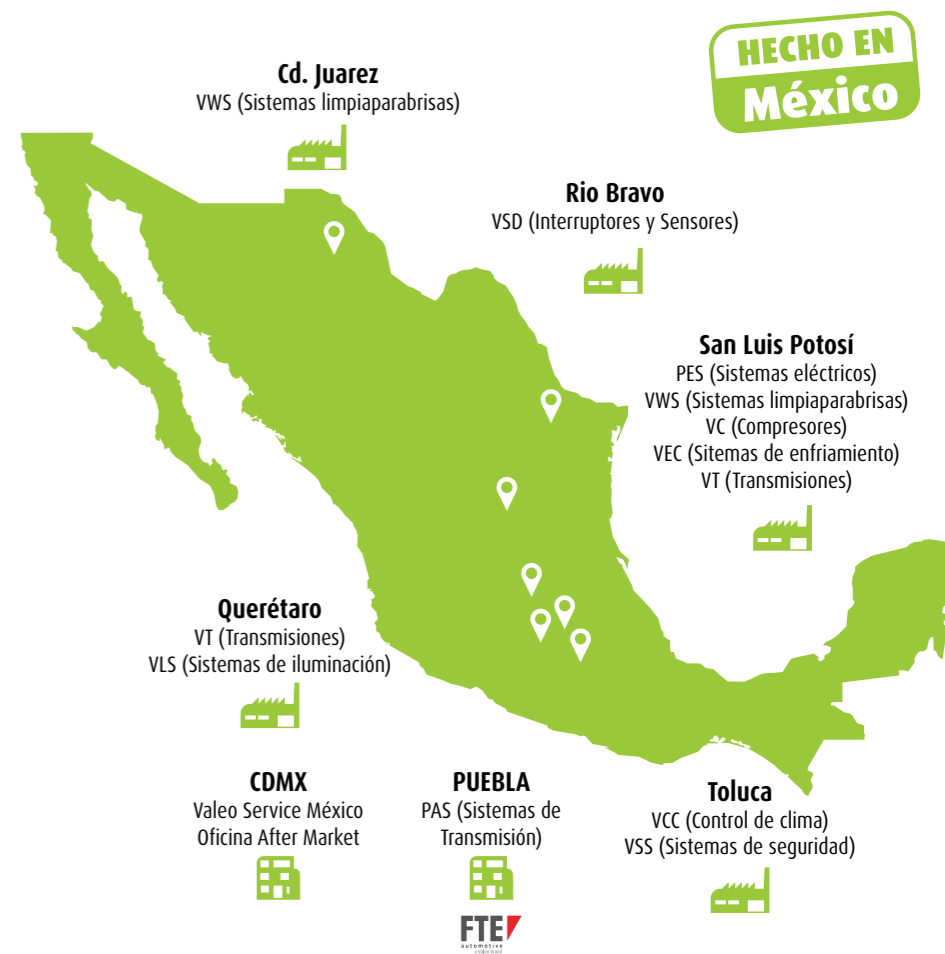 HECHO EN
México
Cd. Juarez
VWS (Sistemas limpiaparabrisas)
Rio Bravo
VSD (Interruptores y Sensores)
San Luis Potosí
PES (Sistemas eléctricos)
VWS (Sistemas limpiaparabrisas)
VC (Compresores)
VEC (Sitemas de enfriamiento)
VT (Transmisiones)
Querétaro
VT (Transmisiones)
VLS (Sistemas de iluminación)
CDMX
Valeo Service México
Oficina After Market
PUEBLA
PAS (Sistemas de
Transmisión)
FTE
automotive
a Valeo brand
Toluca
VCC (Control de clima)
VSS (Sistemas de seguridad)